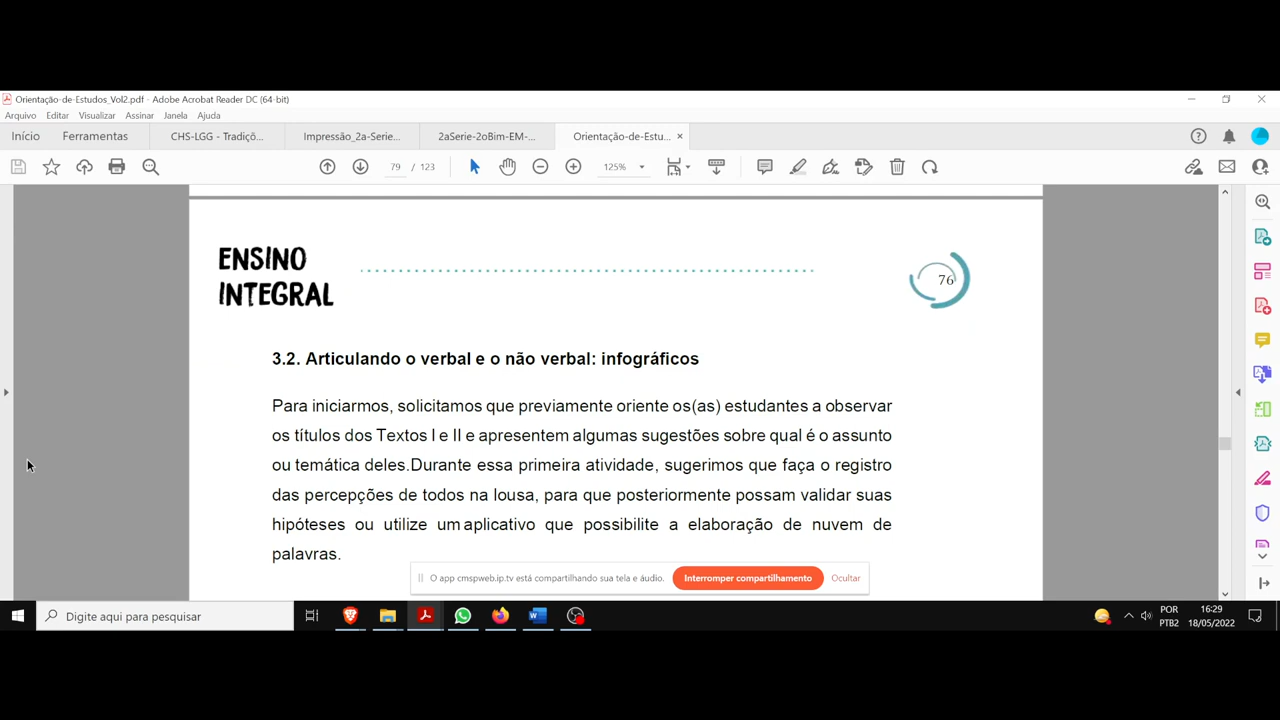 Orientação-de-Estudos_Vol2.pdf - Adobe Acrobat Reader DC (64-bit)
Arquivo Editar Visualizar Assinar Janela Ajuda
Início Ferramentas CHS-LGG - Tradiçõ... Impressão_2a-Serie... 2aSerie-2oBim-EM-... Orientação-de-Estu... ×
79 / 123 125%
ENSINO
INTEGRAL
76
3.2. Articulando o verbal e o não verbal: infográficos
Para iniciarmos, solicitamos que previamente oriente os(as) estudantes a observar
os títulos dos Textos I e II e apresentem algumas sugestões sobre qual é o assunto
ou temática deles.Durante essa primeira atividade, sugerimos que faça o registro
das percepções de todos na lousa, para que posteriormente possam validar suas
hipóteses ou utilize um aplicativo que possibilite a elaboração de nuvem de
palavras.
O app cmspweb.ip.tv está compartilhando sua tela e áudio. Interromper compartilhamento Ocultar
Digite aqui para pesquisar
POR 16:29
PTB2 18/05/2022